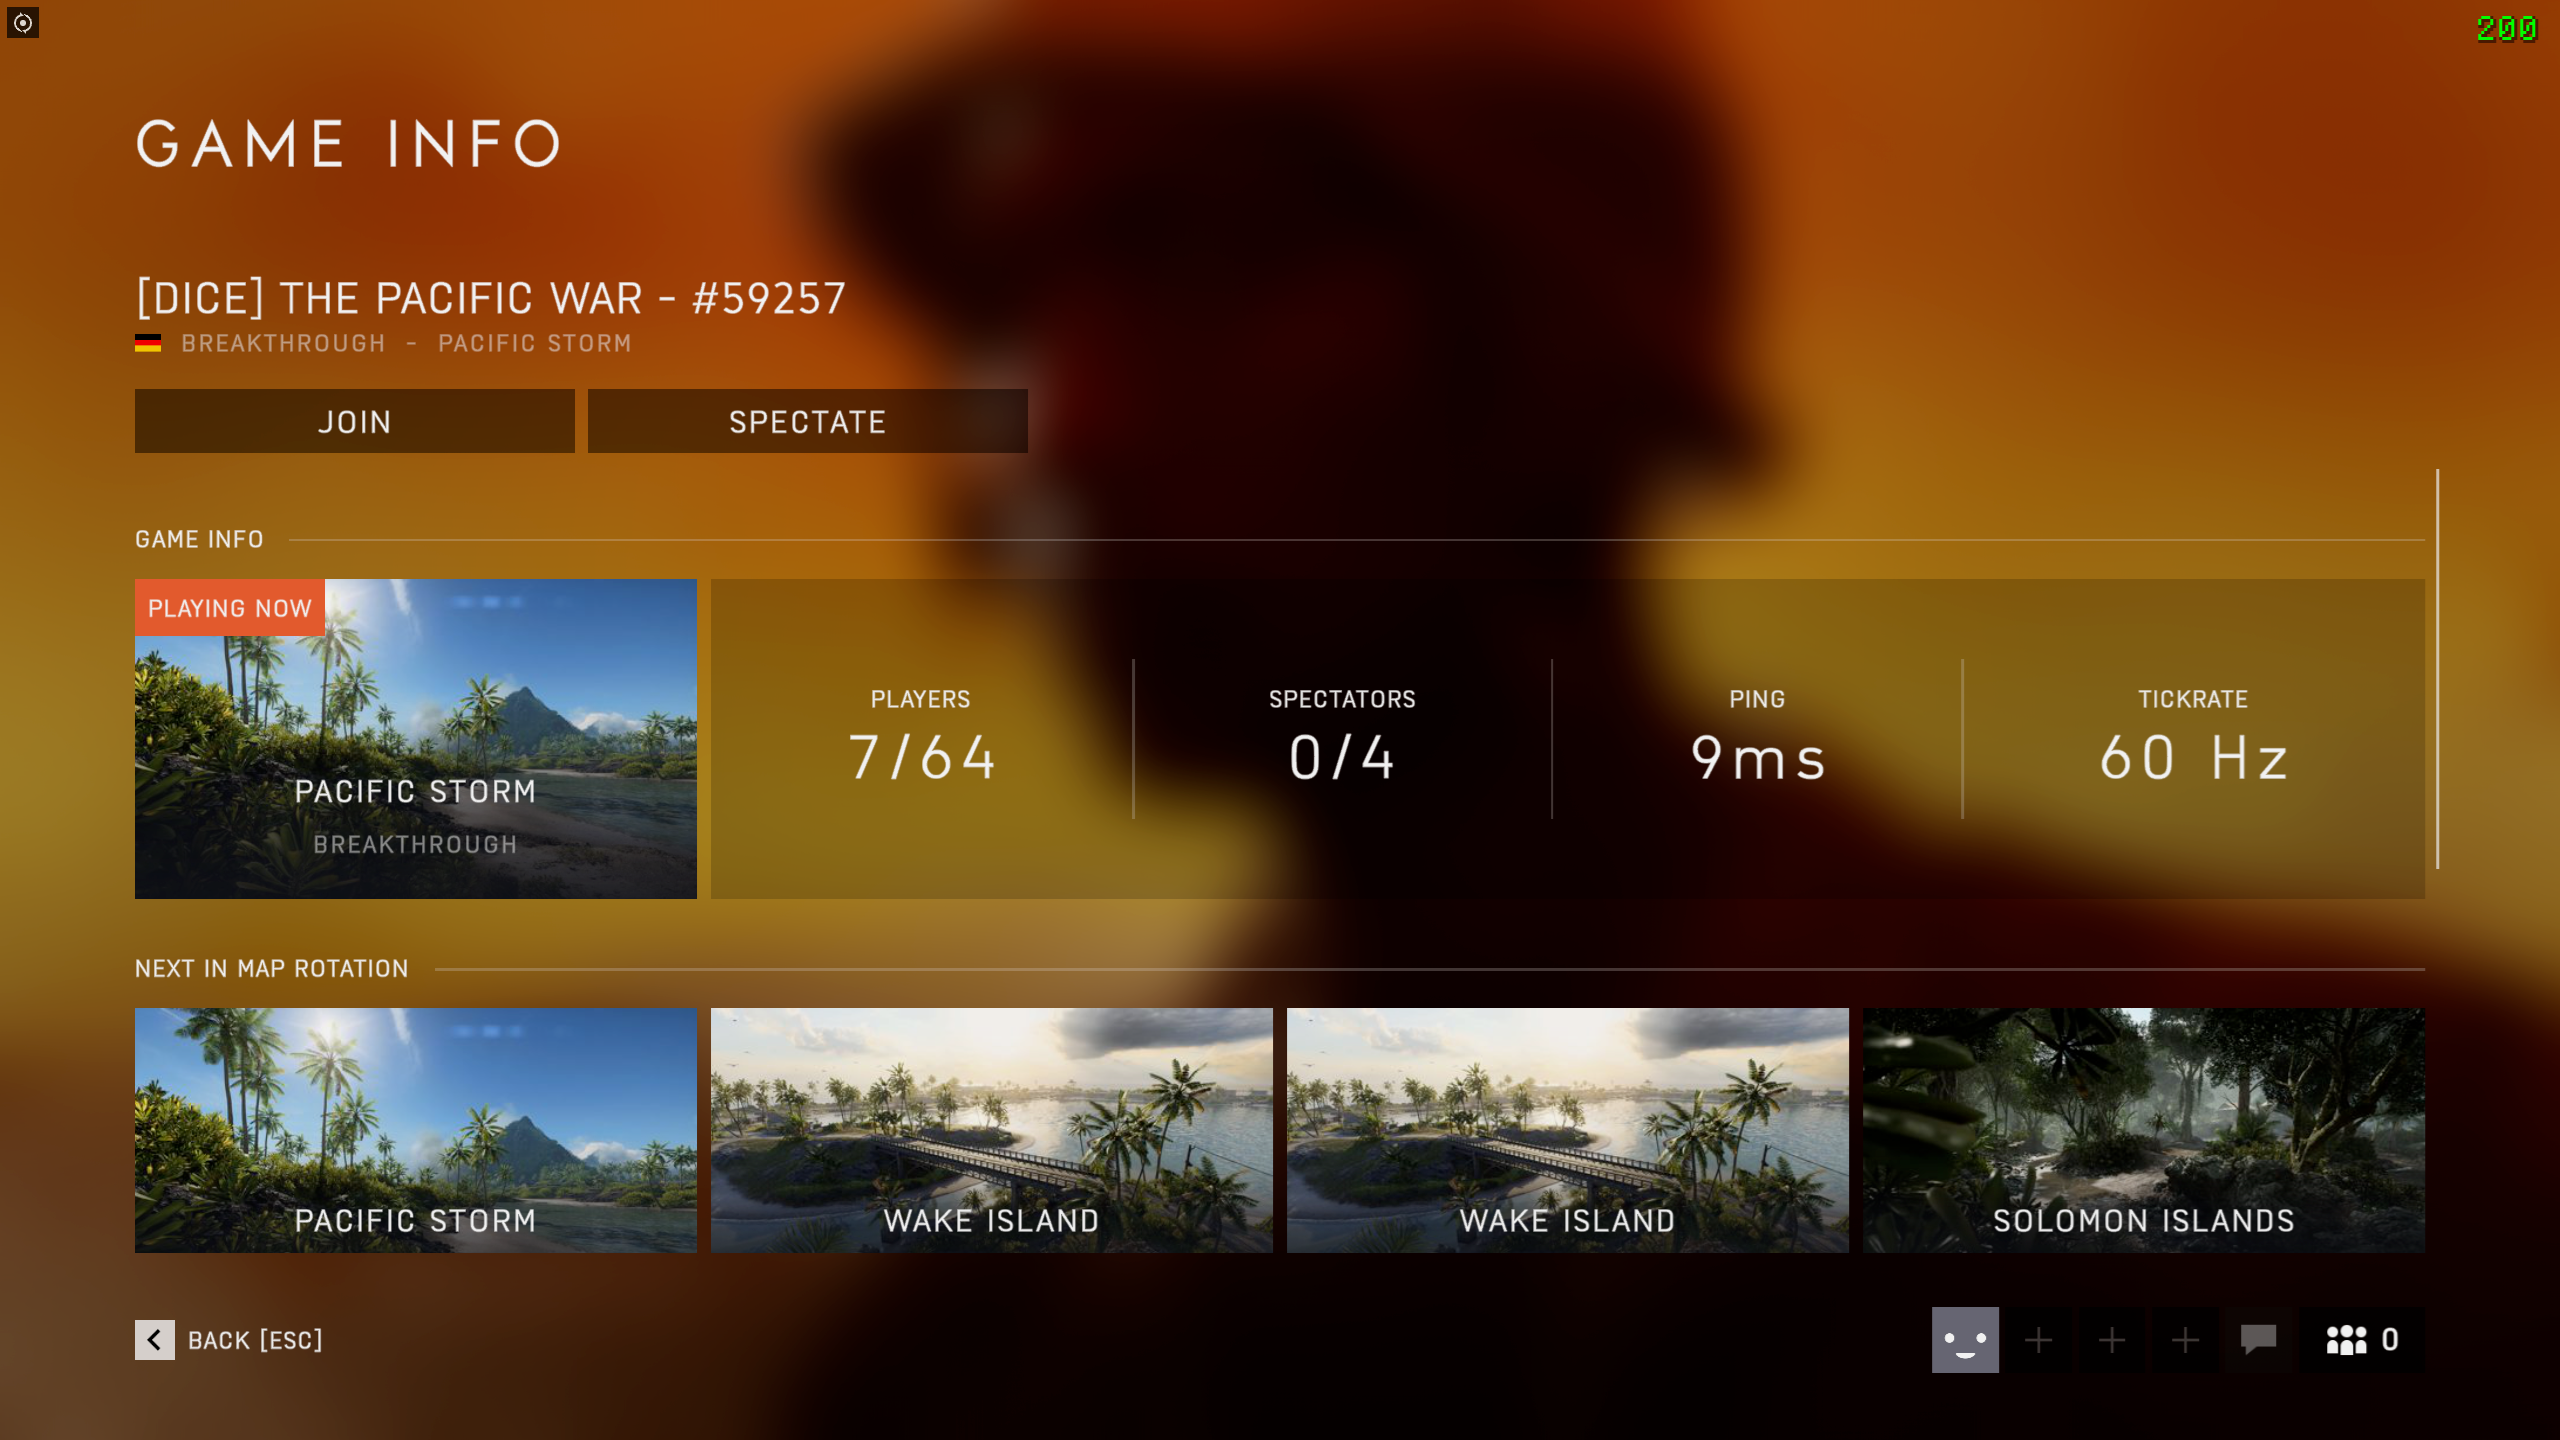 200
GAME INFO
[DICE] THE PACIFIC WAR - #59257
BREAKTHROUGH - PACIFIC STORM
JOIN
SPECTATE
GAME INFO
PLAYING NOW
PACIFIC STORM
BREAKTHROUGH
PLAYERS
7/64
SPECTATORS
0/4
PING
9ms
TICKRATE
60 Hz
NEXT IN MAP ROTATION
PACIFIC STORM
WAKE ISLAND
WAKE ISLAND
SOLOMON ISLANDS
BACK [ESC]
0